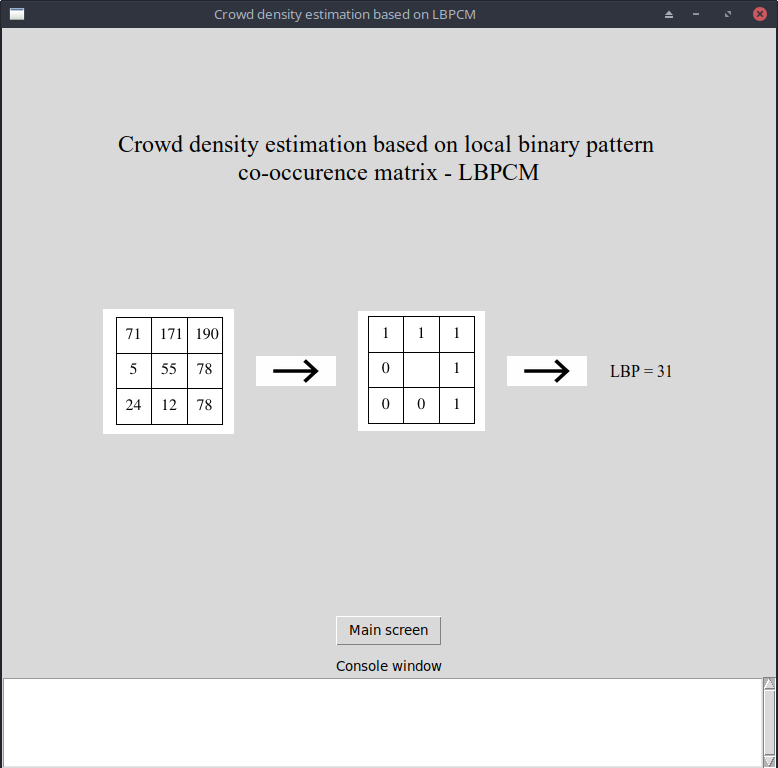 Crowd density estimation based on LBPCM
Crowd density estimation based on local binary pattern
co-occurence matrix - LBPCM
71 171 190
5 55 78
24 12 78
1 1 1
0 1
0 0 1
LBP = 31
Main screen
Console window